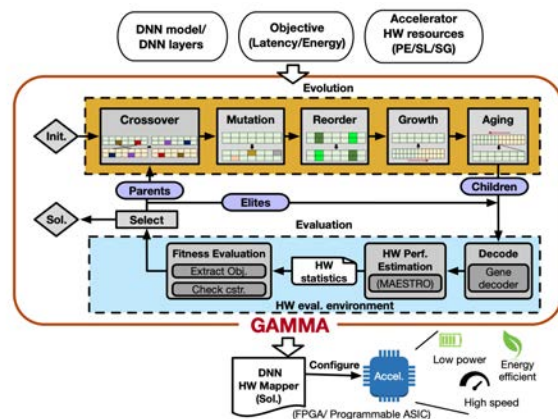 DNN model/
DNN layers
Objective
(Latency/Energy)
Accelerator
HW resources
(PE/SL/SG)
Evolution
Init.
Crossover
Mutation
Reorder
Growth
Aging
Parents
Elites
Children
Sol.
Select
Evaluation
Fitness Evaluation
Extract Obj.
Check cstr.
HW
statistics
HW Perf.
Estimation
(MAESTRO)
Decode
Gene
decoder
HW eval. environment
GAMMA
DNN
HW Mapper
(Sol.)
Configure
Accel.
(FPGA/ Programmable ASIC)
Low power
Energy
efficient
High speed